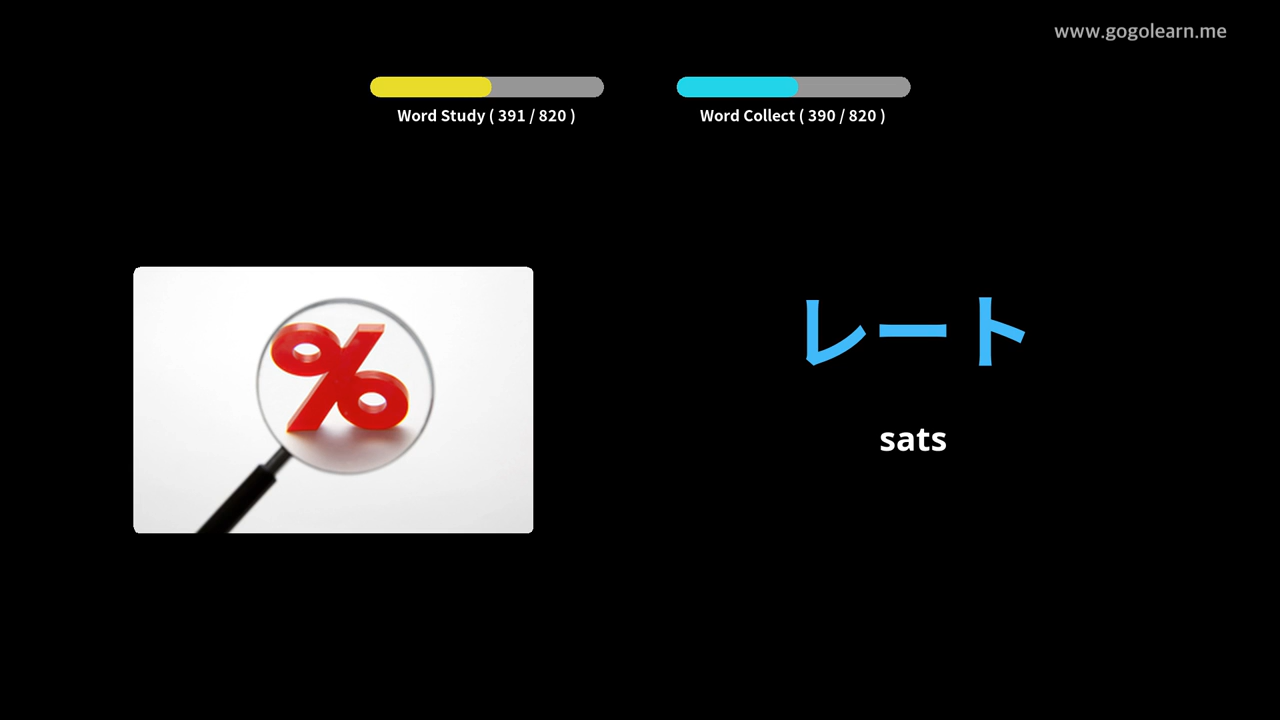 www.gogolearn.me
Word Study ( 391 / 820 )
Word Collect ( 390 / 820 )
%
レート
sats